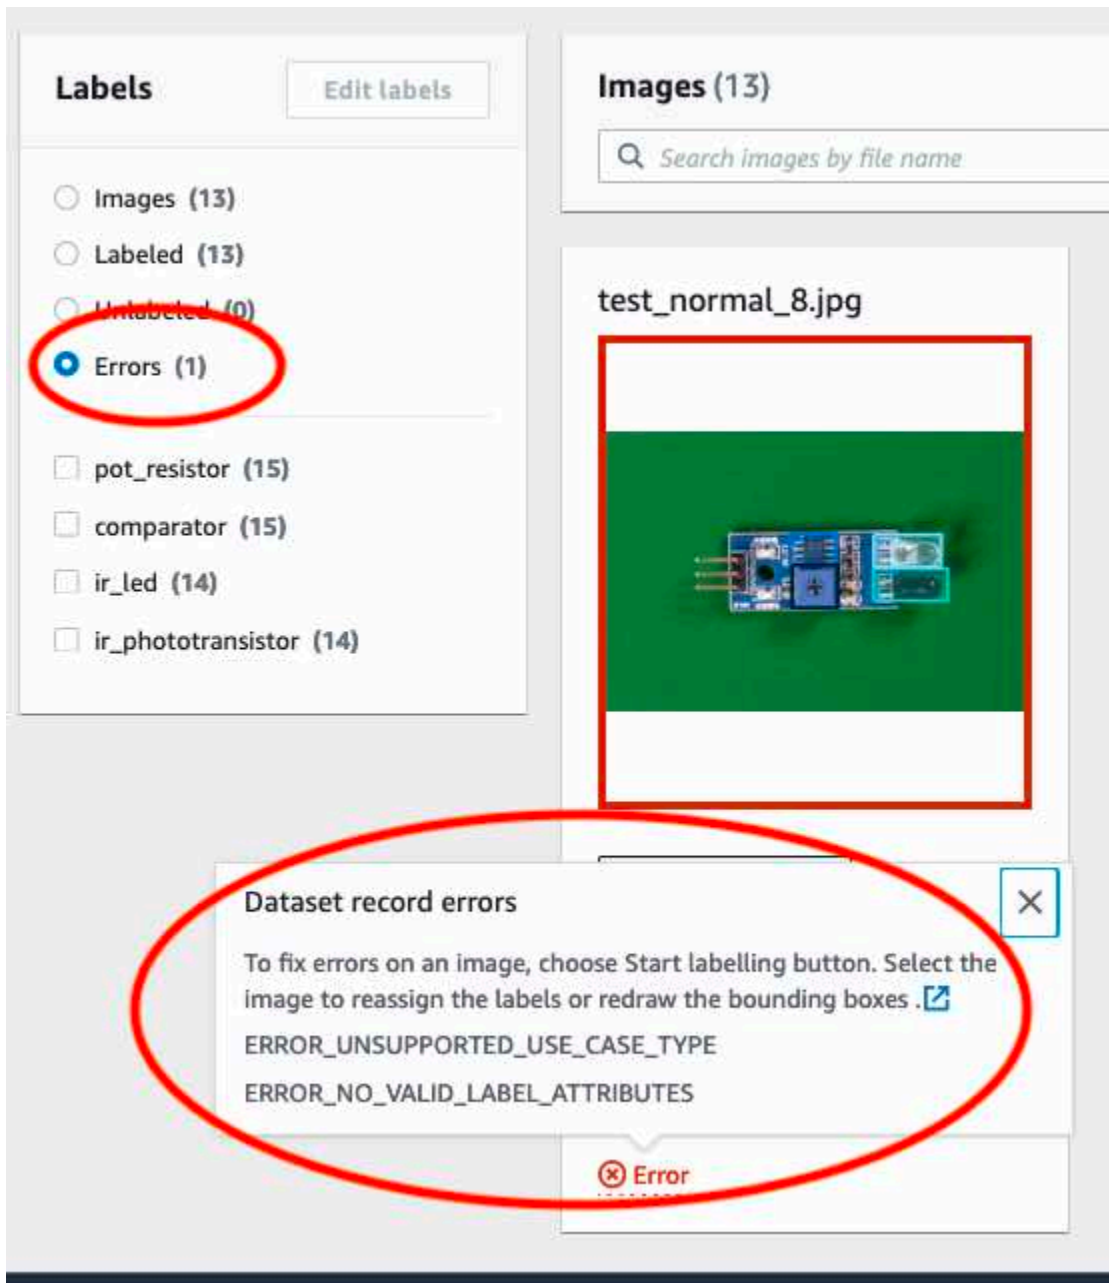 Labels
Edit labels
Images (13)
Labeled (13)
Unlabeled (0)
Errors (1)
pot_resistor (15)
comparator (15)
ir_led (14)
ir_phototransistor (14)
Images (13)
Search images by file name
test_normal_8.jpg
Dataset record errors
To fix errors on an image, choose Start labelling button. Select the
image to reassign the labels or redraw the bounding boxes .
ERROR_UNSUPPORTED_USE_CASE_TYPE
ERROR_NO_VALID_LABEL_ATTRIBUTES
Error